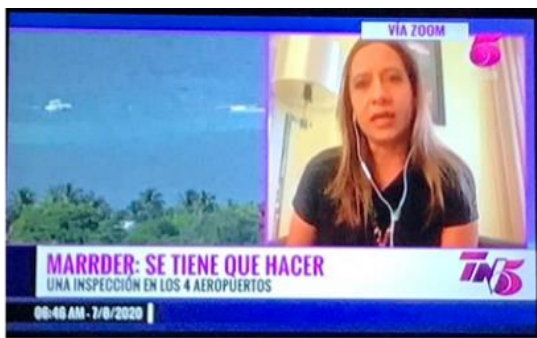 VÍA ZOOM
5
MARRDER: SE TIENE QUE HACER
UNA INSPECCIÓN EN LOS 4 AEROPUERTOS
TN5
06:46 AM - 7/8/2020